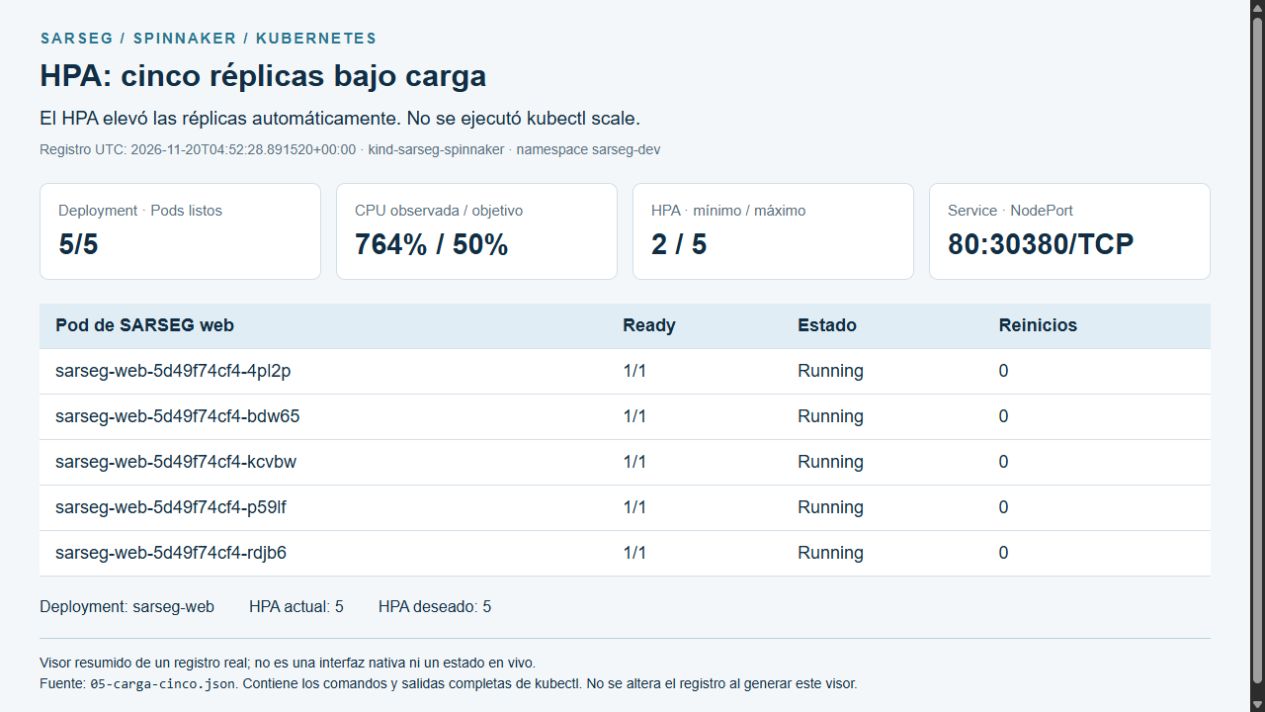 SARSEG / SPINNAKER / KUBERNETES
HPA: cinco réplicas bajo carga
El HPA elevó las réplicas automáticamente. No se ejecutó kubectl scale.
Registro UTC: 2026-11-20T04:52:28.891520+00:00 · kind-sarseg-spinnaker · namespace sarseg-dev
Deployment · Pods listos
5/5
CPU observada / objetivo
764% / 50%
HPA · mínimo / máximo
2 / 5
Service · NodePort
80:30380/TCP
Pod de SARSEG web Ready Estado Reinicios
sarseg-web-5d49f74cf4-4pl2p 1/1 Running 0
sarseg-web-5d49f74cf4-bdw65 1/1 Running 0
sarseg-web-5d49f74cf4-kcvbw 1/1 Running 0
sarseg-web-5d49f74cf4-p59lf 1/1 Running 0
sarseg-web-5d49f74cf4-rdjb6 1/1 Running 0
Deployment: sarseg-web HPA actual: 5 HPA deseado: 5
Visor resumido de un registro real; no es una interfaz nativa ni un estado en vivo.
Fuente: 05-carga-cinco.json. Contiene los comandos y salidas completas de kubectl. No se altera el registro al generar este visor.